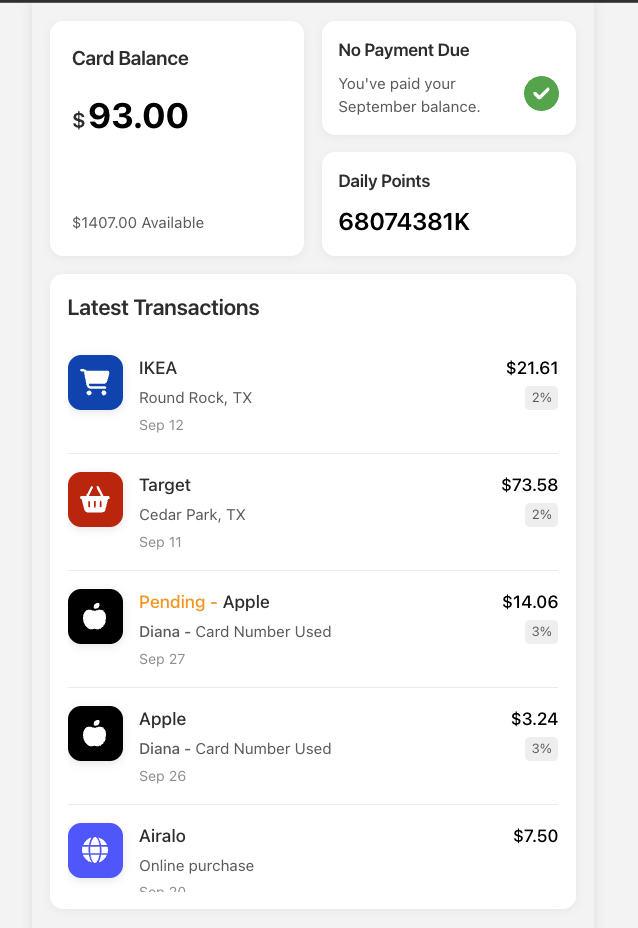 Card Balance
$93.00
$1407.00 Available
No Payment Due
You've paid your
September balance.
Daily Points
68074381K
Latest Transactions
IKEA $21.61
Round Rock, TX 2%
Sep 12
Target $73.58
Cedar Park, TX 2%
Sep 11
Pending - Apple $14.06
Diana - Card Number Used 3%
Sep 27
Apple $3.24
Diana - Card Number Used 3%
Sep 26
Airalo $7.50
Online purchase
Sep 20